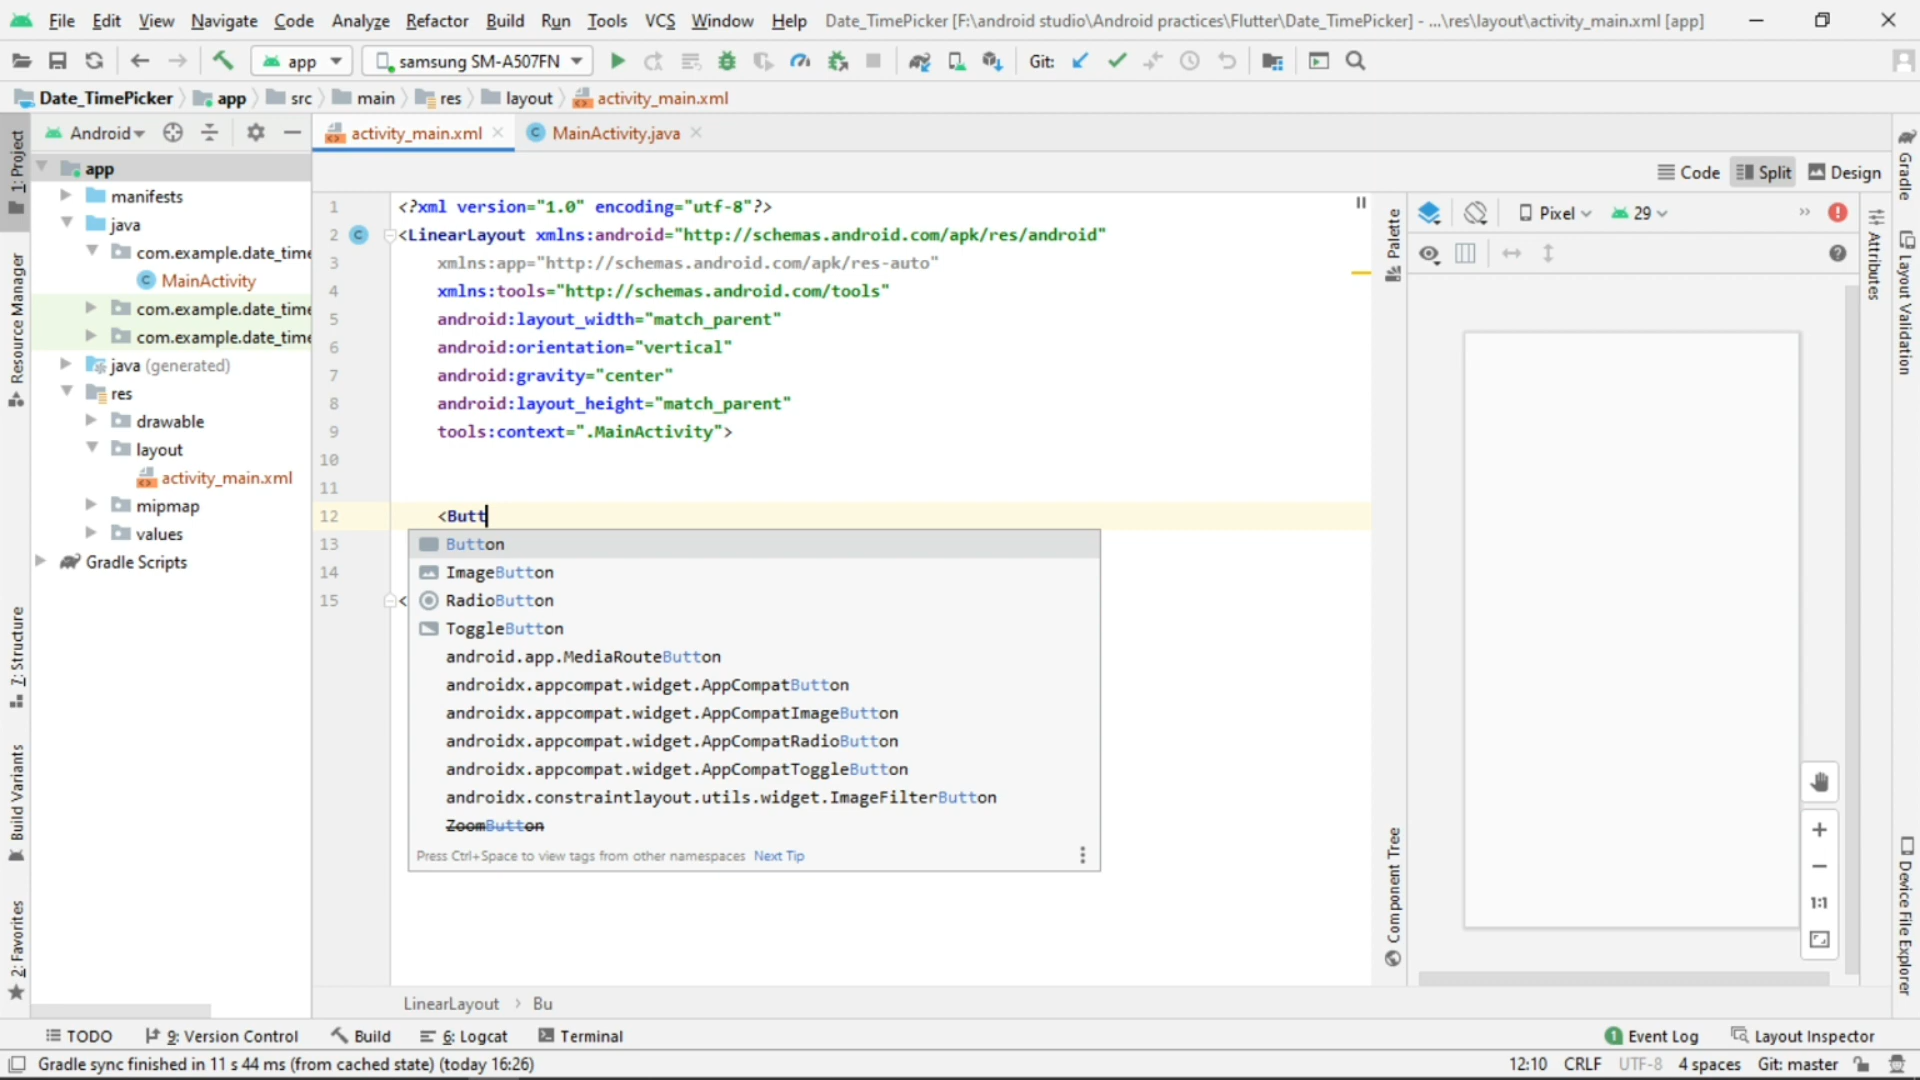 File Edit View Navigate Code Analyze Refactor Build Run Tools VCS Window Help Date_TimePicker [F:\android studio\Android practices\Flutter\Date_TimePicker] - ...\res\layout\activity_main.xml [app]
app samsung SM-A507FN Git:
Date_TimePicker app src main res layout activity_main.xml
Android activity_main.xml MainActivity.java
Code Split Design
1: Project
Resource Manager
7: Structure
Build Variants
2: Favorites
app
manifests
java
com.example.date_time
MainActivity
com.example.date_time
com.example.date_time
java (generated)
res
drawable
layout
activity_main.xml
mipmap
values
Gradle Scripts
1 <?xml version="1.0" encoding="utf-8"?>
2 C <LinearLayout xmlns:android="http://schemas.android.com/apk/res/android"
3 xmlns:app="http://schemas.android.com/apk/res-auto"
4 xmlns:tools="http://schemas.android.com/tools"
5 android:layout_width="match_parent"
6 android:orientation="vertical"
7 android:gravity="center"
8 android:layout_height="match_parent"
9 tools:context=".MainActivity">
10
11
12 <Butt
13
14
15 <
Button
ImageButton
RadioButton
ToggleButton
android.app.MediaRouteButton
androidx.appcompat.widget.AppCompatButton
androidx.appcompat.widget.AppCompatImageButton
androidx.appcompat.widget.AppCompatRadioButton
androidx.appcompat.widget.AppCompatToggleButton
androidx.constraintlayout.utils.widget.ImageFilterButton
ZoomButton
Press Ctrl+Space to view tags from other namespaces Next Tip
LinearLayout › Bu
Palette
Component Tree
Pixel 29 »
1:1
Attributes
Gradle
Layout Validation
Device File Explorer
TODO 9: Version Control Build 6: Logcat Terminal 1 Event Log Layout Inspector
Gradle sync finished in 11 s 44 ms (from cached state) (today 16:26) 12:10 CRLF UTF-8 4 spaces Git: master